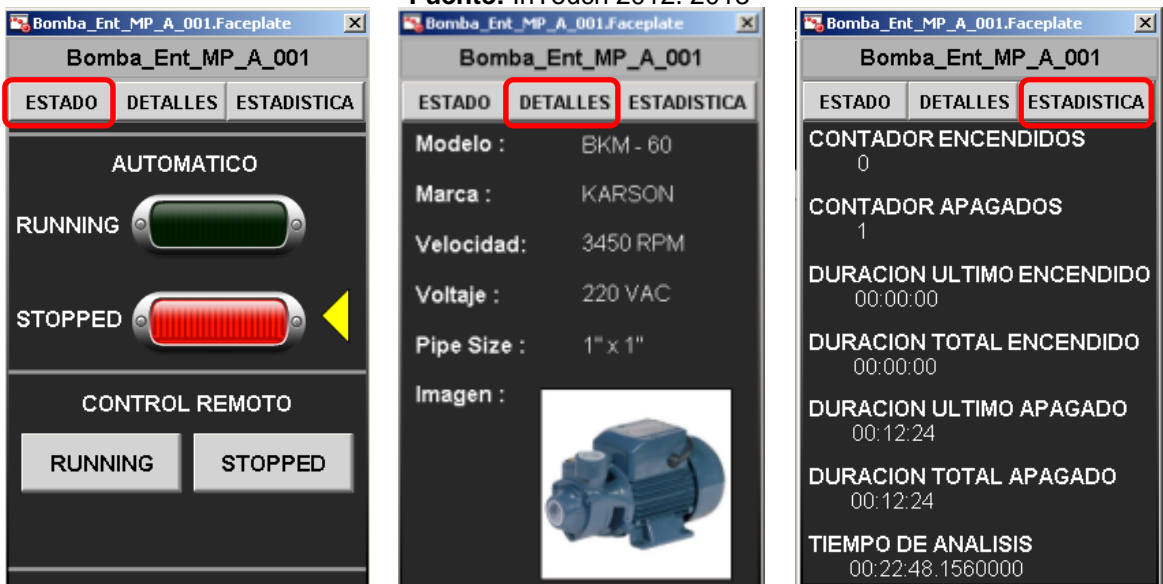 Fuente: InTouch 2012. 2013
Bomba_Ent_MP_A_001.Faceplate
Bomba_Ent_MP_A_001
ESTADO DETALLES ESTADISTICA
AUTOMATICO
RUNNING
STOPPED
CONTROL REMOTO
RUNNING STOPPED
Bomba_Ent_MP_A_001.Faceplate
Bomba_Ent_MP_A_001
ESTADO DETALLES ESTADISTICA
Modelo : BKM - 60
Marca : KARSON
Velocidad: 3450 RPM
Voltaje : 220 VAC
Pipe Size : 1" x 1"
Imagen :
Bomba_Ent_MP_A_001.Faceplate
Bomba_Ent_MP_A_001
ESTADO DETALLES ESTADISTICA
CONTADOR ENCENDIDOS
0
CONTADOR APAGADOS
1
DURACION ULTIMO ENCENDIDO
00:00:00
DURACION TOTAL ENCENDIDO
00:00:00
DURACION ULTIMO APAGADO
00:12:24
DURACION TOTAL APAGADO
00:12:24
TIEMPO DE ANALISIS
00:22:48.1560000